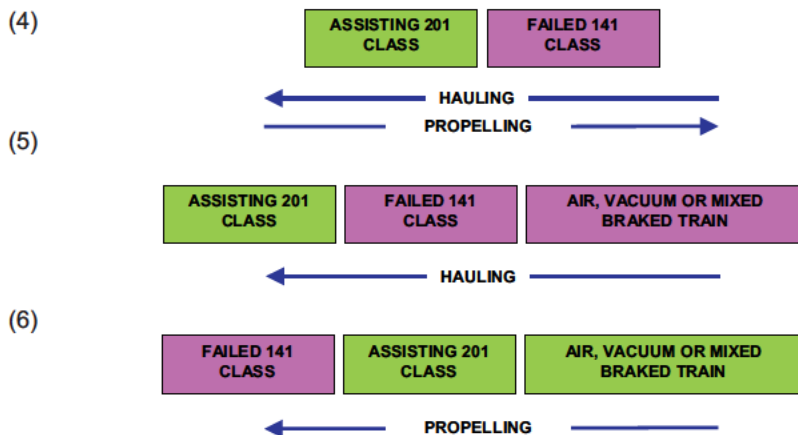 (4)
ASSISTING 201
CLASS
FAILED 141
CLASS
HAULING
PROPELLING
(5)
ASSISTING 201
CLASS
FAILED 141
CLASS
AIR, VACUUM OR MIXED
BRAKED TRAIN
HAULING
(6)
FAILED 141
CLASS
ASSISTING 201
CLASS
AIR, VACUUM OR MIXED
BRAKED TRAIN
PROPELLING